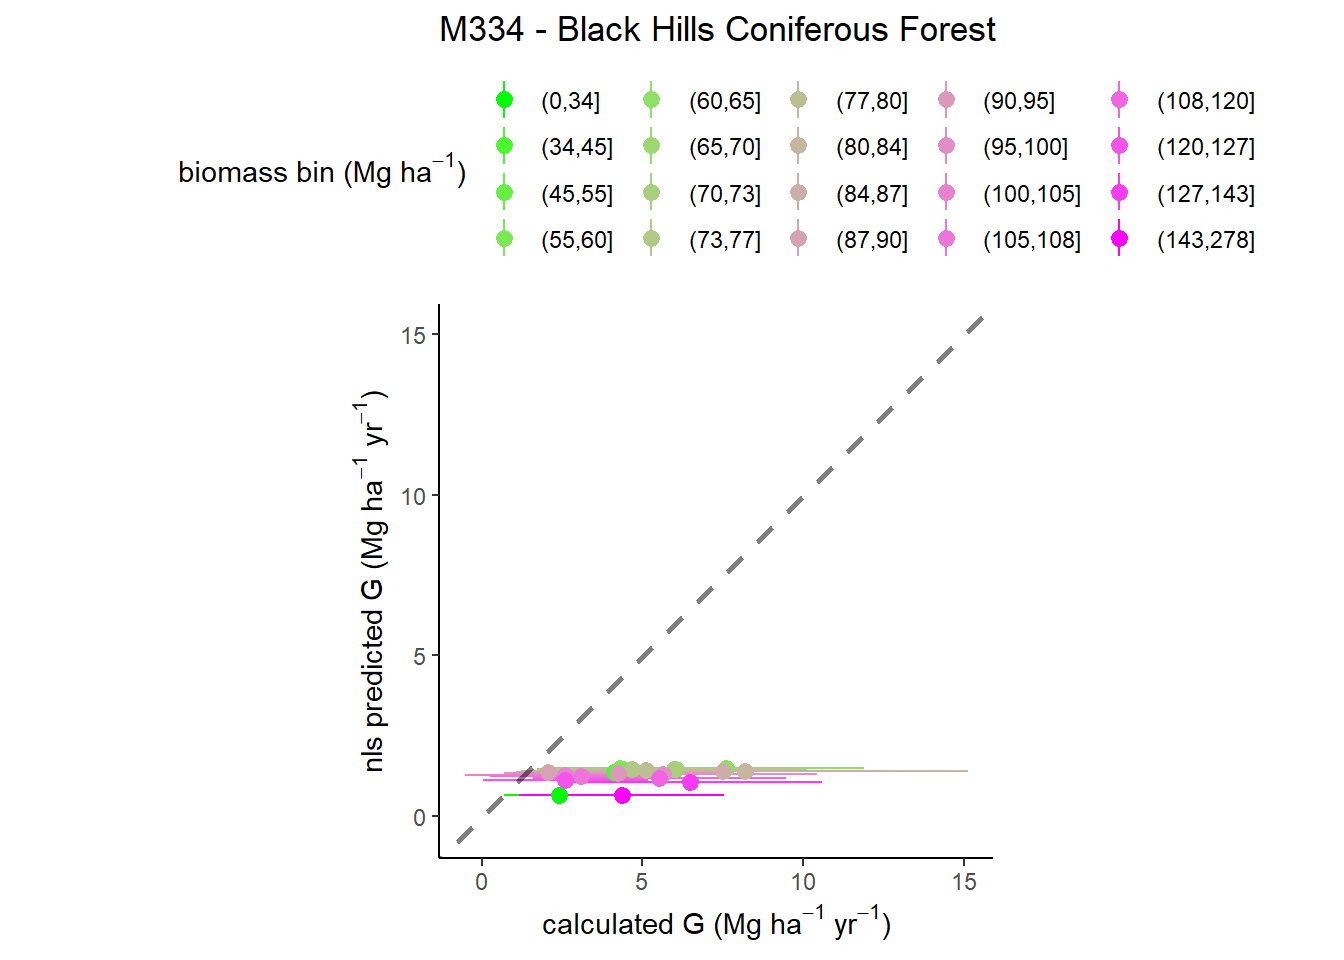 M334 - Black Hills Coniferous Forest
biomass bin (Mg ha⁻¹)
(0,34] (60,65] (77,80] (90,95] (108,120]
(34,45] (65,70] (80,84] (95,100] (120,127]
(45,55] (70,73] (84,87] (100,105] (127,143]
(55,60] (73,77] (87,90] (105,108] (143,278]
nls predicted G (Mg ha⁻¹ yr⁻¹)
15
10
5
0
0 5 10 15
calculated G (Mg ha⁻¹ yr⁻¹)